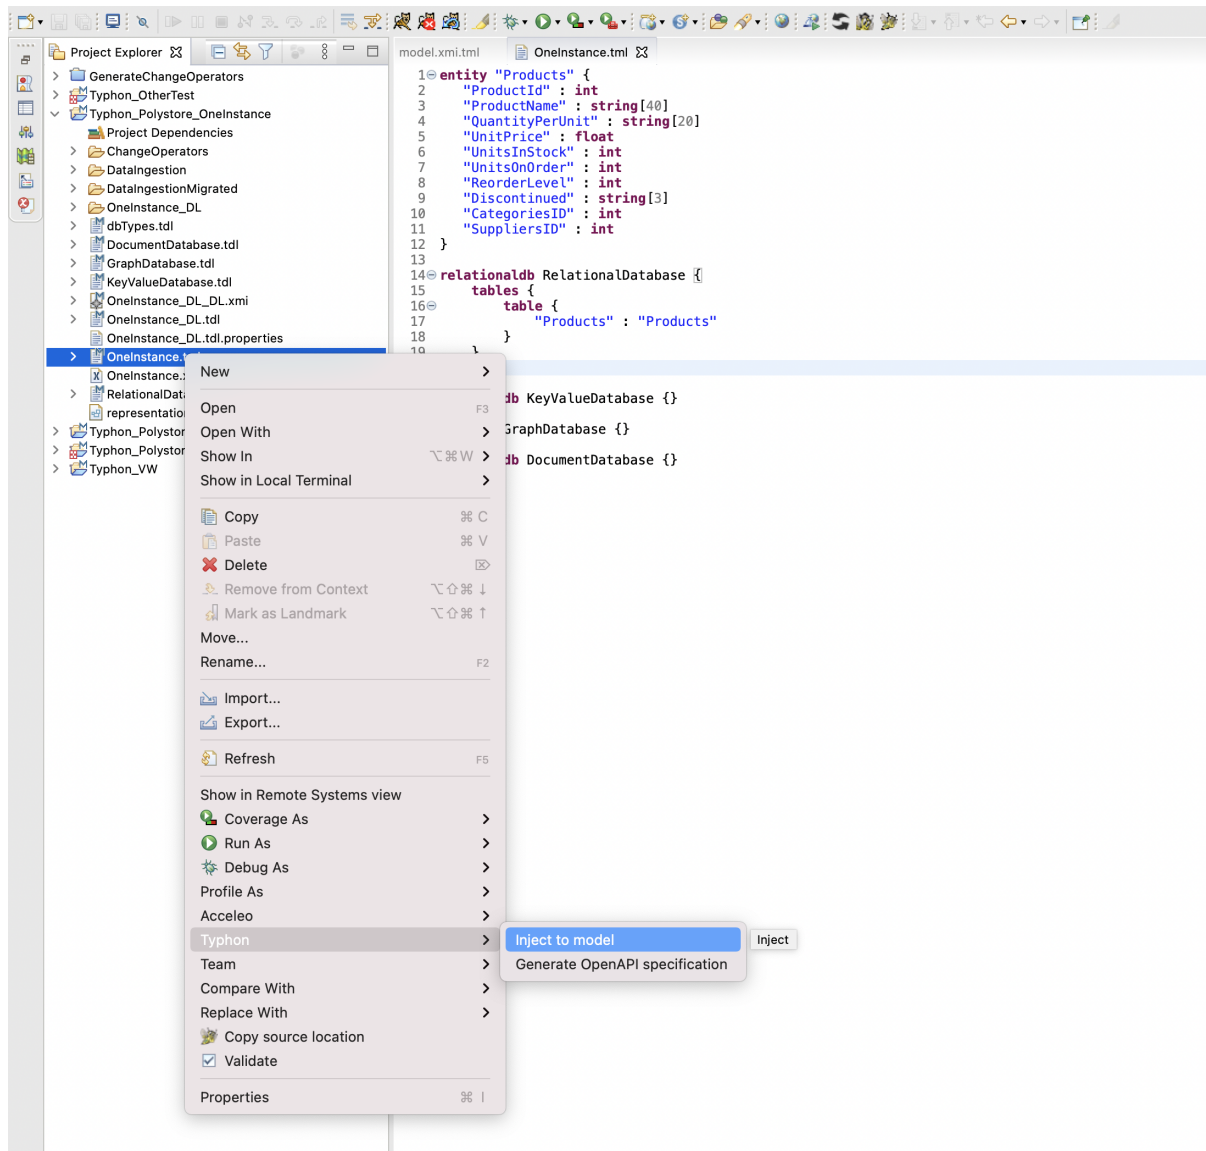 Project Explorer
model.xmi.tml
OneInstance.tml
GenerateChangeOperators
Typhon_OtherTest
Typhon_Polystore_OneInstance
Project Dependencies
ChangeOperators
DataIngestion
DataIngestionMigrated
OneInstance_DL
dbTypes.tdl
DocumentDatabase.tdl
GraphDatabase.tdl
KeyValueDatabase.tdl
OneInstance_DL_DL.xmi
OneInstance_DL.tdl
OneInstance_DL.tdl.properties
OneInstance.
OneInstance.
RelationalData
representation
Typhon_Polystor
Typhon_Polystor
Typhon_VW
1 entity "Products" {
2 "ProductId" : int
3 "ProductName" : string[40]
4 "QuantityPerUnit" : string[20]
5 "UnitPrice" : float
6 "UnitsInStock" : int
7 "UnitsOnOrder" : int
8 "ReorderLevel" : int
9 "Discontinued" : string[3]
10 "CategoriesID" : int
11 "SuppliersID" : int
12 }
13
14 relationaldb RelationalDatabase {
15 tables {
16 table {
17 "Products" : "Products"
18 }
19 }
db KeyValueDatabase {}
GraphDatabase {}
db DocumentDatabase {}
New
Open F3
Open With
Show In ⌥⌘W
Show in Local Terminal
Copy ⌘ C
Paste ⌘ V
Delete ⌦
Remove from Context ⌥⇧⌘ ↓
Mark as Landmark ⌥⇧⌘ ↑
Move...
Rename... F2
Import...
Export...
Refresh F5
Show in Remote Systems view
Coverage As
Run As
Debug As
Profile As
Acceleo
Typhon
Inject to model
Inject
Generate OpenAPI specification
Team
Compare With
Replace With
Copy source location
Validate
Properties ⌘ I